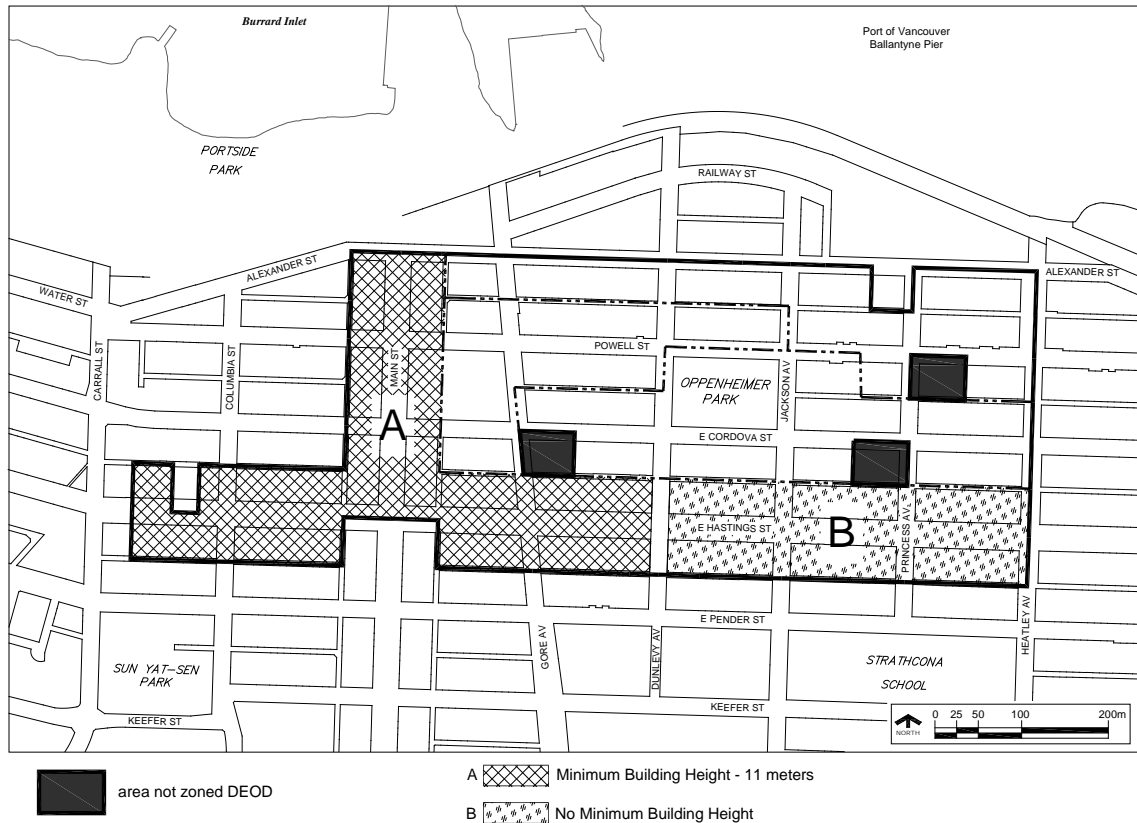 Burrard Inlet
Port of Vancouver
Ballantyne Pier
PORTSIDE
PARK
RAILWAY ST
ALEXANDER ST
ALEXANDER ST
WATER ST
CARRALL ST
COLUMBIA ST
MAIN ST
POWELL ST
OPPENHEIMER
PARK
JACKSON AV
A
E CORDOVA ST
E HASTINGS ST
B
PRINCESS AV
E PENDER ST
GORE AV
DUNLEVY AV
HEATLEY AV
SUN YAT-SEN
PARK
STRATHCONA
SCHOOL
KEEFER ST
KEEFER ST
NORTH
0 25 50 100 200m
area not zoned DEOD
A Minimum Building Height - 11 meters
B No Minimum Building Height